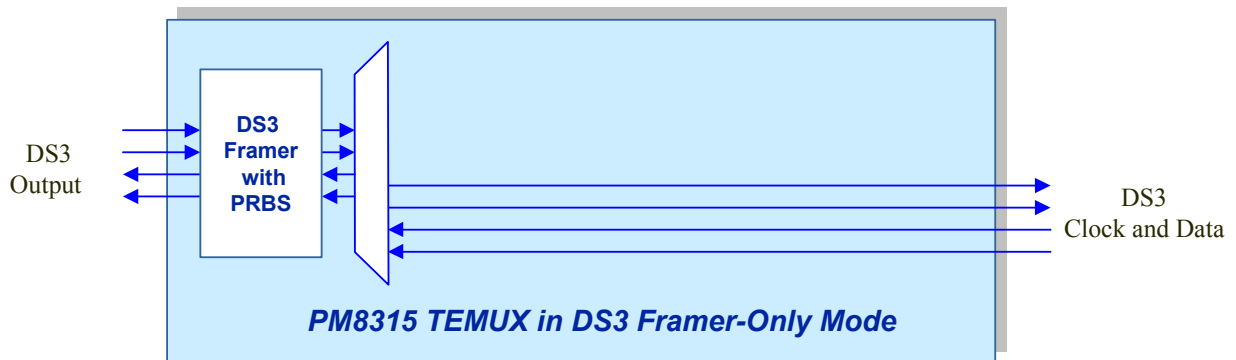 DS3
Output
DS3
Framer
with
PRBS
DS3
Clock and Data
PM8315 TEMUX in DS3 Framer-Only Mode